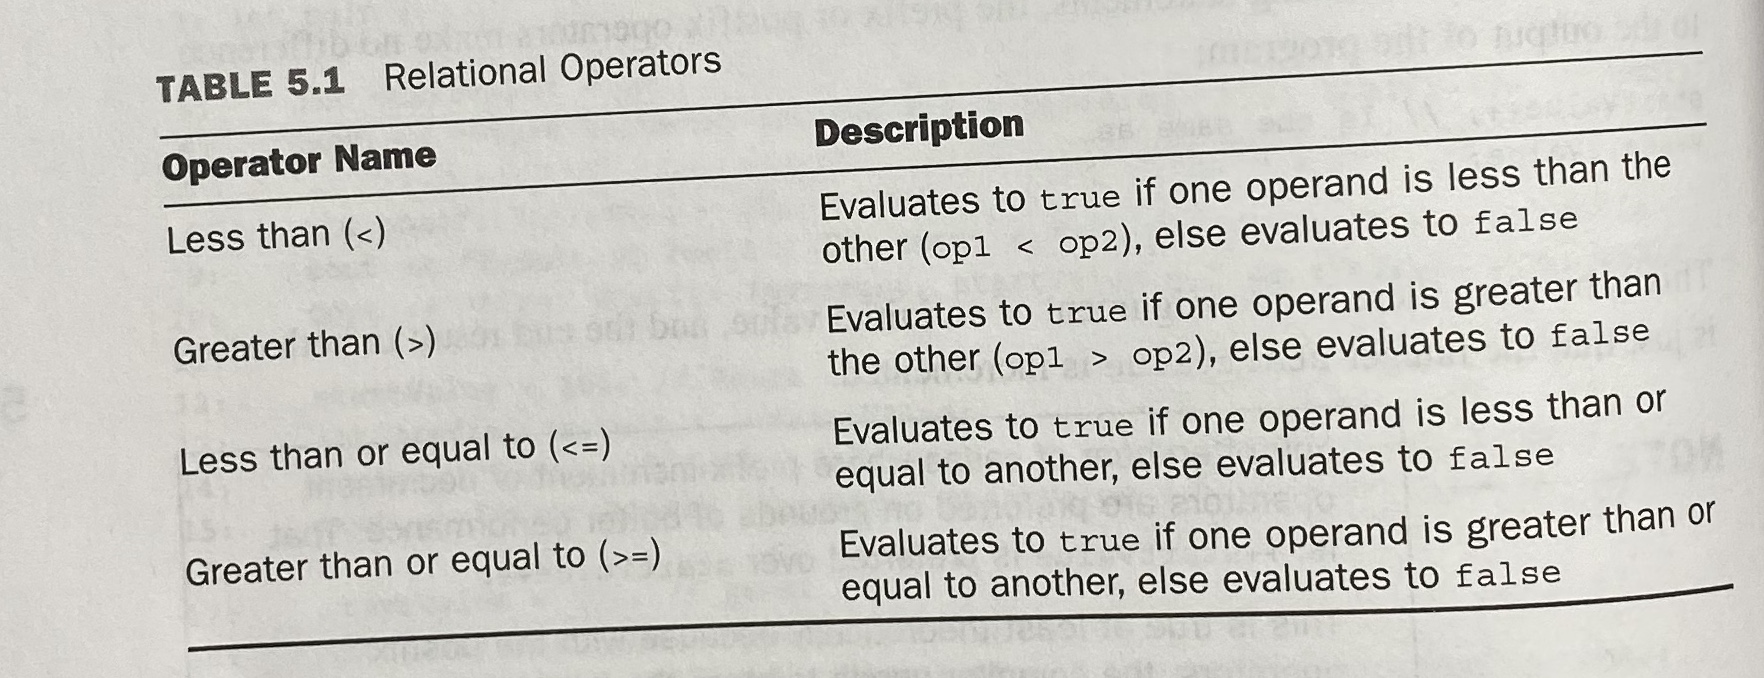 TABLE 5.1 Relational Operators
Operator Name Description
Less than (<) Evaluates to true if one operand is less than the
other (op1 < op2), else evaluates to false
Greater than (>) Evaluates to true if one operand is greater than
the other (op1 > op2), else evaluates to false
Less than or equal to (<=) Evaluates to true if one operand is less than or
equal to another, else evaluates to false
Greater than or equal to (>=) Evaluates to true if one operand is greater than or
equal to another, else evaluates to false